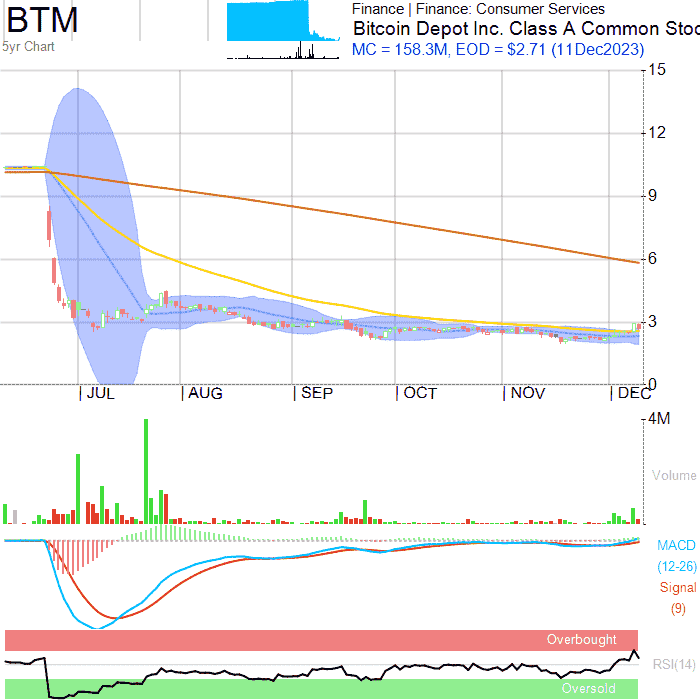 BTM
5yr Chart
Finance | Finance: Consumer Services
Bitcoin Depot Inc. Class A Common Stoc
MC = 158.3M, EOD = $2.71 (11Dec2023)
15
12
9
6
3
0
JUL
AUG
SEP
OCT
NOV
DEC
4M
Volume
MACD
(12-26)
Signal
(9)
Overbought
RSI(14)
Oversold